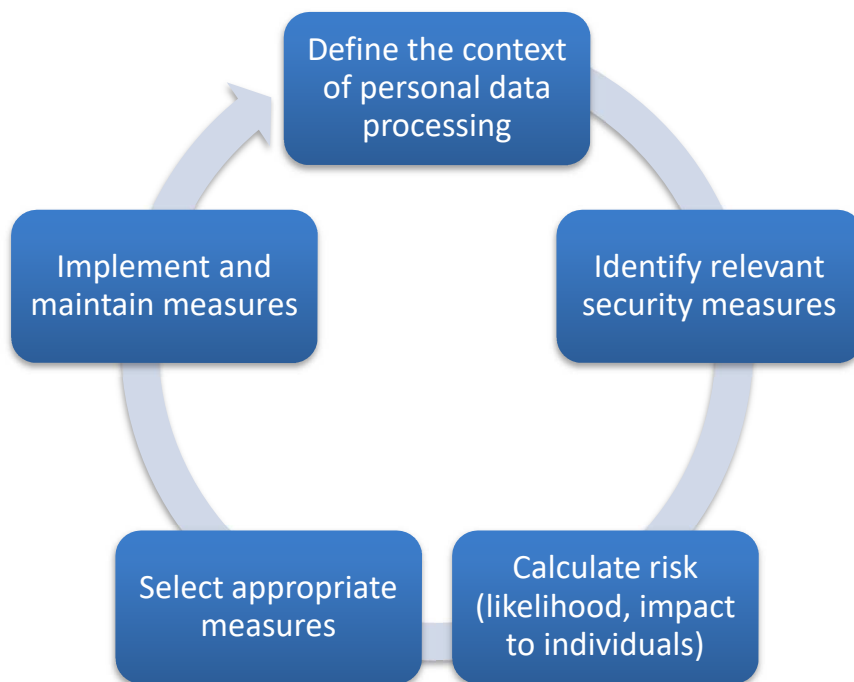 Define the context
of personal data
processing
Identify relevant
security measures
Calculate risk
(likelihood, impact
to individuals)
Select appropriate
measures
Implement and
maintain measures